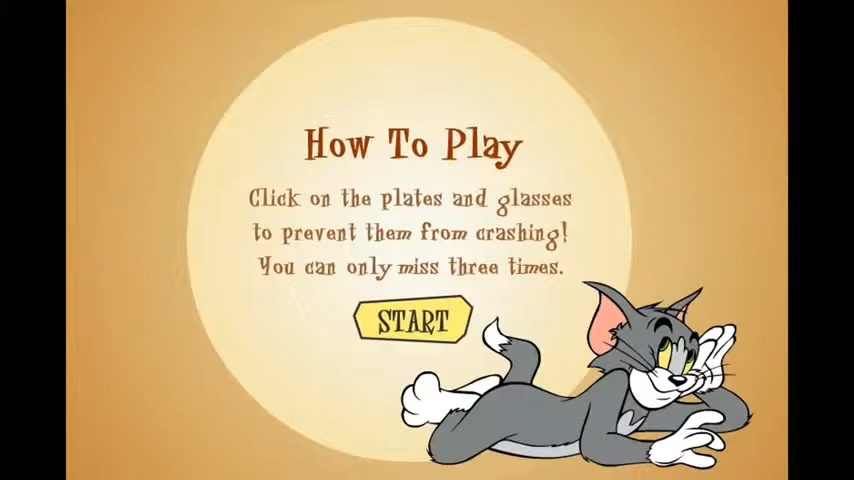 How To Play
Click on the plates and glasses
to prevent them from crashing!
You can only miss three times.
START